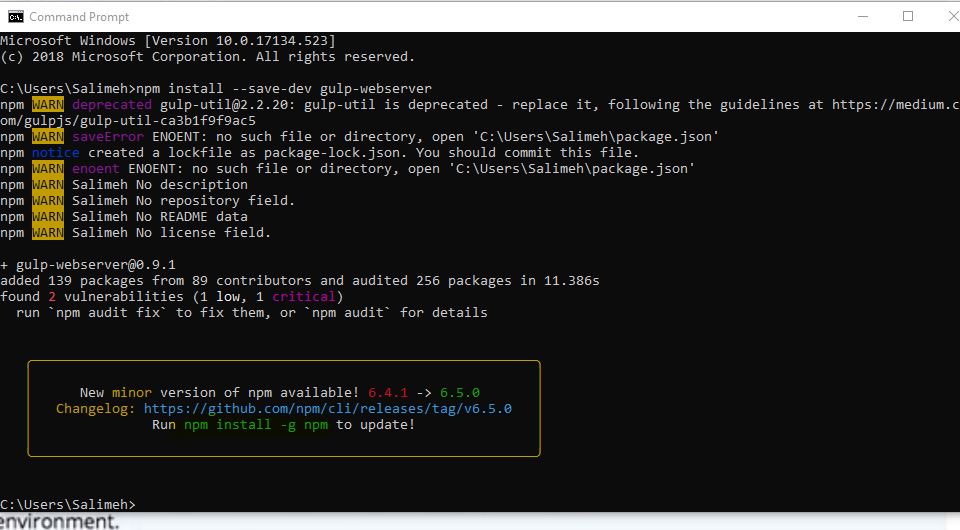 Command Prompt
Microsoft Windows [Version 10.0.17134.523]
(c) 2018 Microsoft Corporation. All rights reserved.
C:\Users\Salimeh>npm install --save-dev gulp-webserver
npm WARN deprecated gulp-util@2.2.20: gulp-util is deprecated - replace it, following the guidelines at https://medium.c
om/gulpjs/gulp-util-ca3b1f9f9ac5
npm WARN saveError ENOENT: no such file or directory, open 'C:\Users\Salimeh\package.json'
npm notice created a lockfile as package-lock.json. You should commit this file.
npm WARN enoent ENOENT: no such file or directory, open 'C:\Users\Salimeh\package.json'
npm WARN Salimeh No description
npm WARN Salimeh No repository field.
npm WARN Salimeh No README data
npm WARN Salimeh No license field.
+ gulp-webserver@0.9.1
added 139 packages from 89 contributors and audited 256 packages in 11.386s
found 2 vulnerabilities (1 low, 1 critical)
run `npm audit fix` to fix them, or `npm audit` for details
New minor version of npm available! 6.4.1 -> 6.5.0
Changelog: https://github.com/npm/cli/releases/tag/v6.5.0
Run npm install -g npm to update!
C:\Users\Salimeh>
environment.